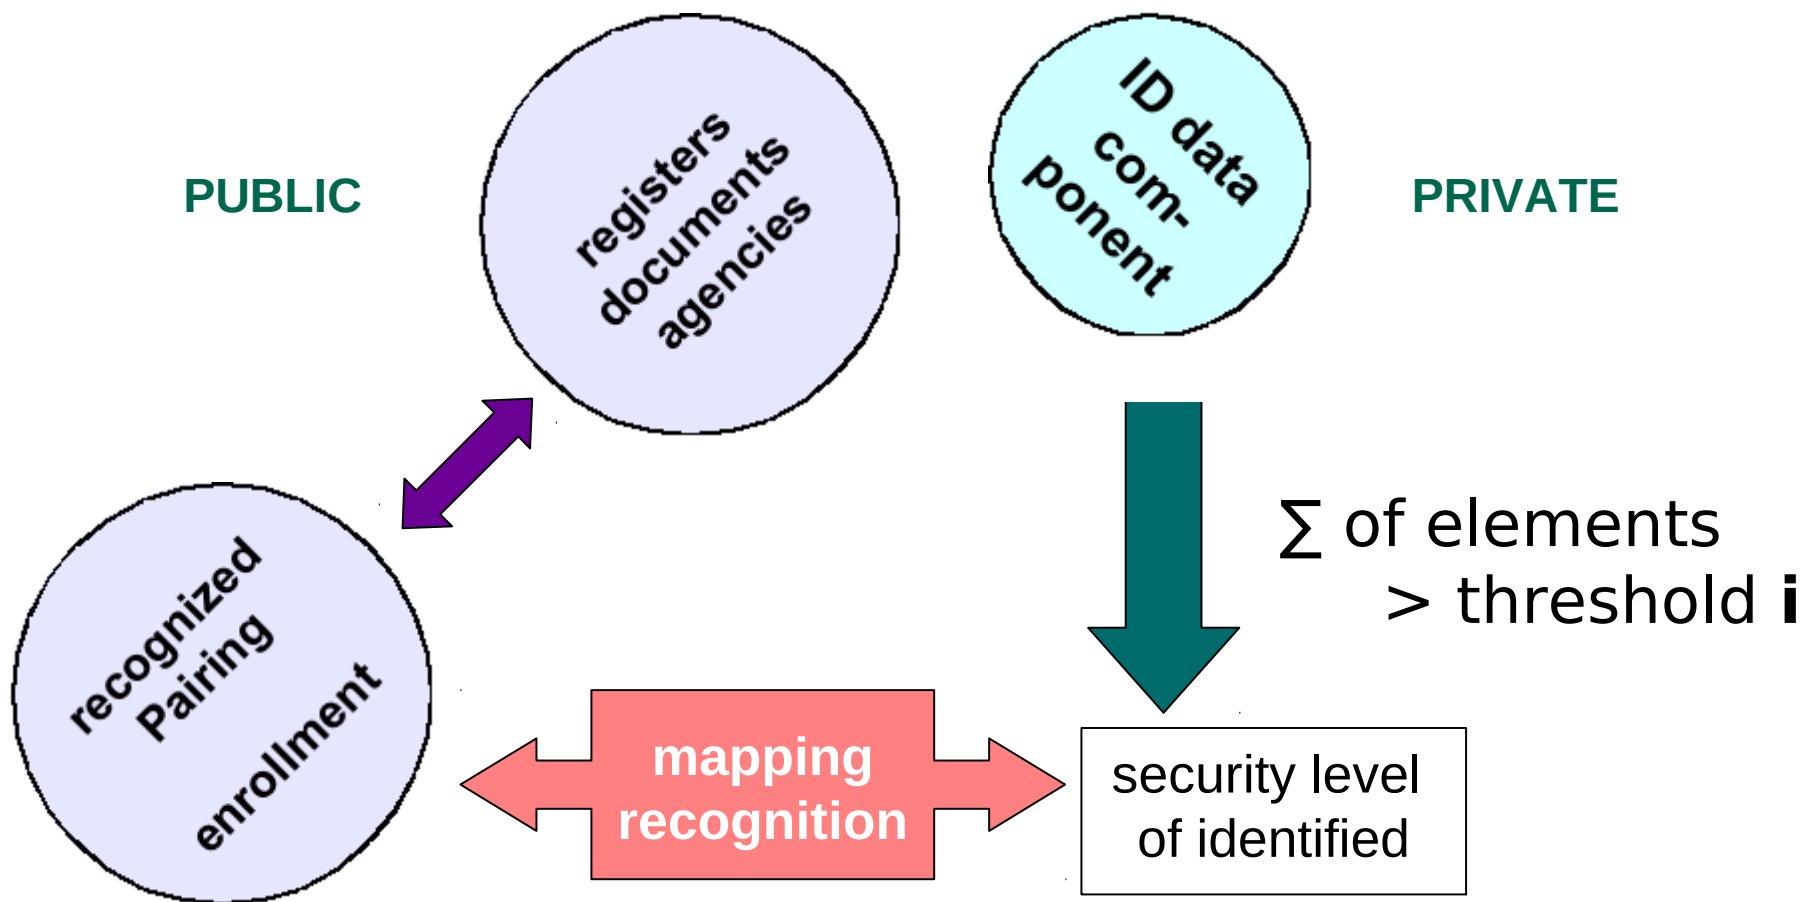 PUBLIC
registers
documents
agencies
ID data
com-
ponent
PRIVATE
∑ of elements
> threshold i
recognized
Pairing
enrollment
mapping
recognition
security level
of identified